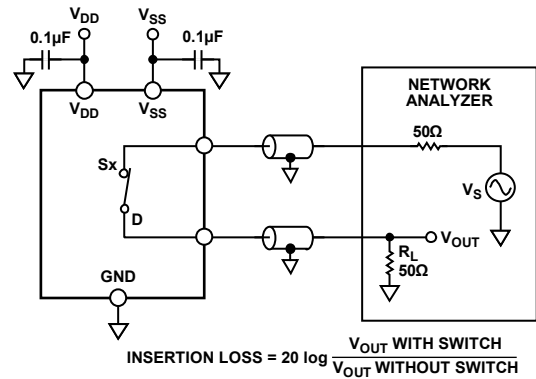 VDD VSS
0.1µF 0.1µF
VDD VSS
NETWORK
ANALYZER
50Ω
Sx
VS
D
VOUT
RL
50Ω
GND
INSERTION LOSS = 20 log VOUT WITH SWITCH
VOUT WITHOUT SWITCH